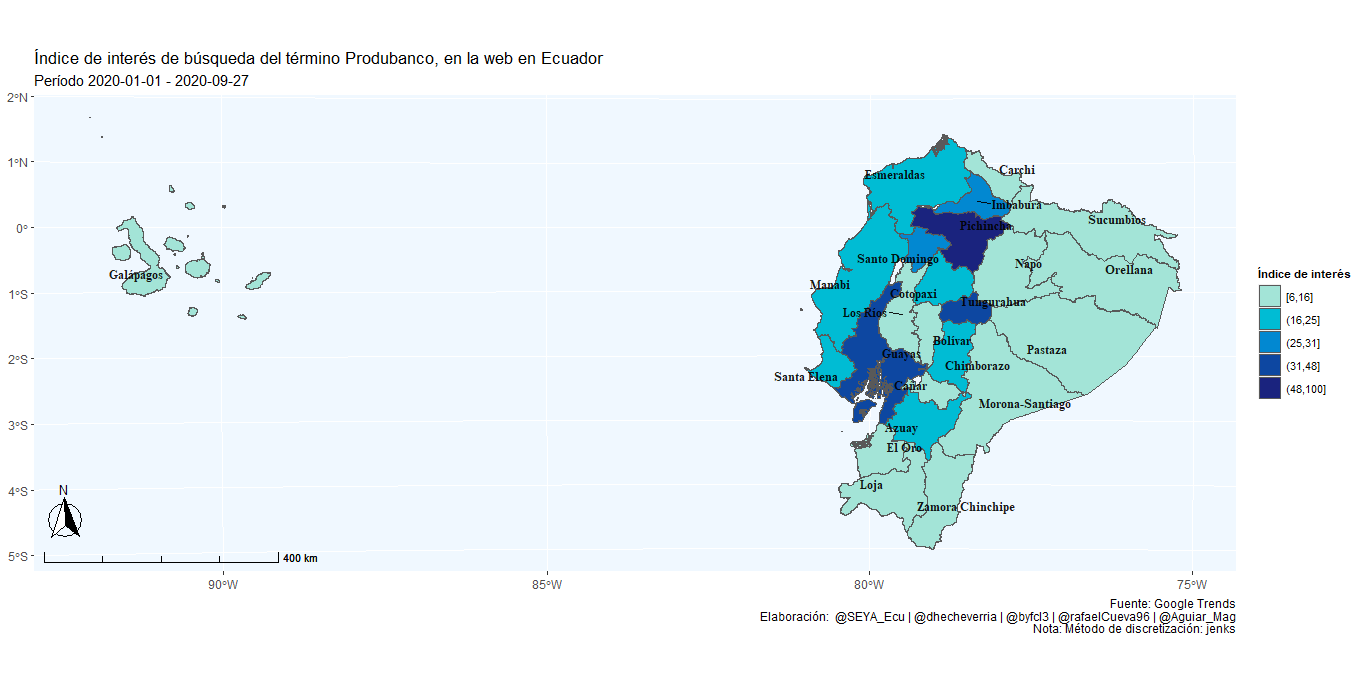 Índice de interés de búsqueda del término Produbanco, en la web en Ecuador
Período 2020-01-01 - 2020-09-27
2°N
1°N
0°
1°S
2°S
3°S
4°S
5°S
90°W
85°W
80°W
75°W
Galápagos
Esmeraldas
Carchi
Imbabura
Sucumbios
Pichincha
Santo Domingo
Napo
Orellana
Manabi
Cotopaxi
Tungurahua
Los Rios
Bolívar
Pastaza
Guayas
Chimborazo
Santa Elena
Cañar
Morona-Santiago
Azuay
El Oro
Loja
Zamora Chinchipe
N
400 km
Índice de interés
[6,16]
(16,25]
(25,31]
(31,48]
(48,100]
Fuente: Google Trends
Elaboración: @SEYA_Ecu | @dhecheverria | @byfcl3 | @rafaelCueva96 | @Aguiar_Mag
Nota: Método de discretización: jenks